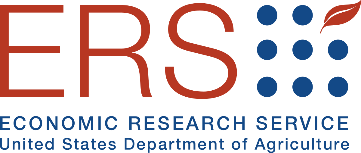 ERS
ECONOMIC RESEARCH SERVICE
United States Department of Agriculture